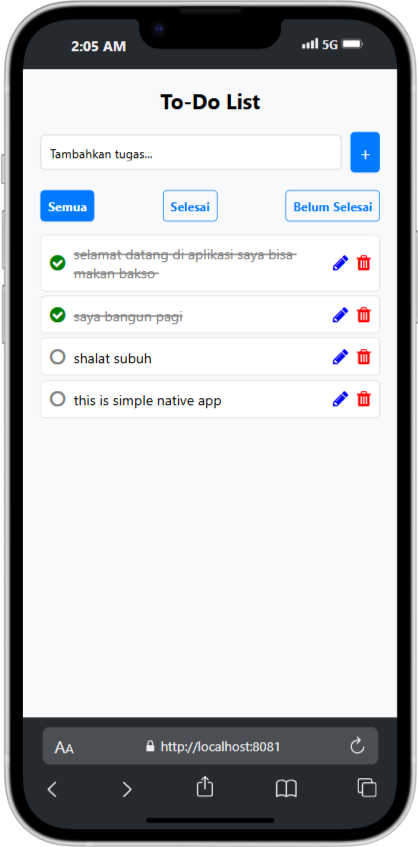 2:05 AM
5G
To-Do List
Tambahkan tugas...
+
Semua
Selesai
Belum Selesai
selamat datang di aplikasi saya bisa
makan bakso
saya bangun pagi
shalat subuh
this is simple native app
AA
http://localhost:8081